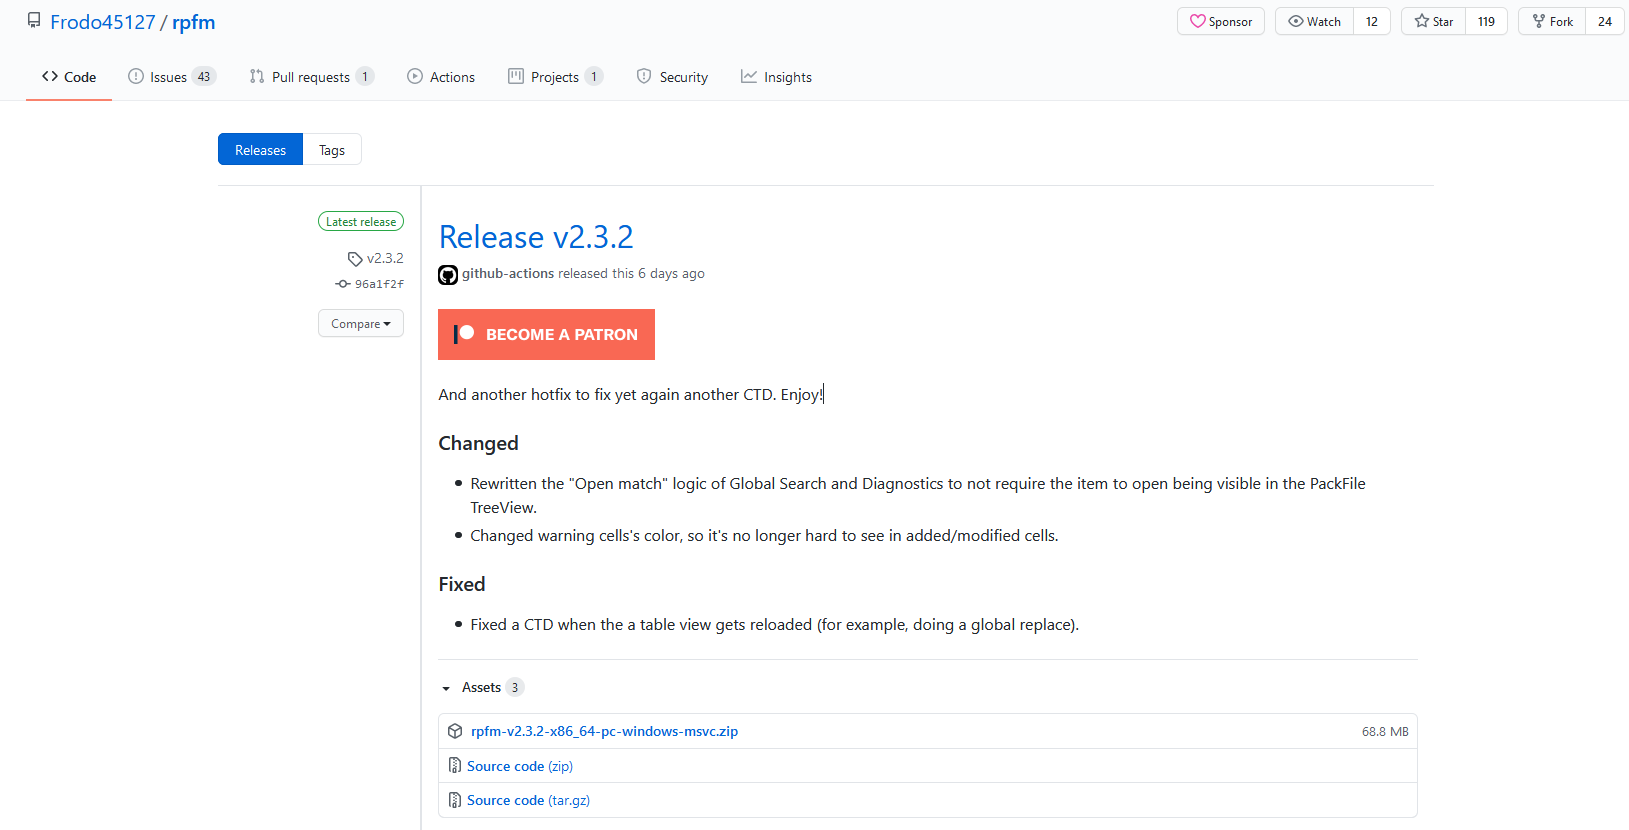 Frodo45127 / rpfm
Sponsor
Watch 12
Star 119
Fork 24
Code
Issues 43
Pull requests 1
Actions
Projects 1
Security
Insights
Releases
Tags
Latest release
v2.3.2
96a1f2f
Compare
Release v2.3.2
github-actions released this 6 days ago
BECOME A PATRON
And another hotfix to fix yet again another CTD. Enjoy!
Changed
Rewritten the "Open match" logic of Global Search and Diagnostics to not require the item to open being visible in the PackFile
TreeView.
Changed warning cells's color, so it's no longer hard to see in added/modified cells.
Fixed
Fixed a CTD when the a table view gets reloaded (for example, doing a global replace).
Assets 3
rpfm-v2.3.2-x86_64-pc-windows-msvc.zip 68.8 MB
Source code (zip)
Source code (tar.gz)